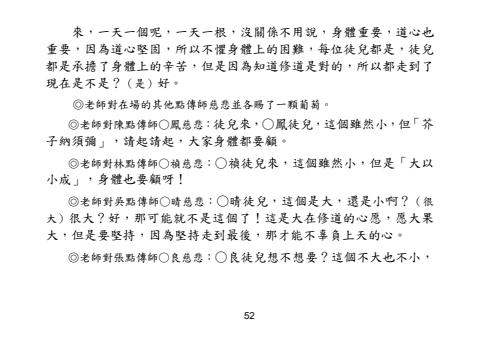 來，一天一個呢，一天一根，沒關係不用說，身體重要，道心也
重要，因為道心堅固，所以不懼身體上的困難，每位徒兒都是，徒兒
都是承擔了身體上的辛苦，但是因為知道修道是對的，所以都走到了
現在是不是？（是）好。
◎老師對在場的其他點傳師慈悲並各賜了一顆葡萄。
◎老師對陳點傳師○鳳慈悲：徒兒來，○鳳徒兒，這個雖然小，但「芥
子納須彌」，請起請起，大家身體都要顧。
◎老師對林點傳師○禎慈悲：○禎徒兒來，這個雖然小，但是「大以
小成」，身體也要顧呀！
◎老師對吳點傳師○晴慈悲：○晴徒兒，這個是大，還是小啊？（很
大）很大？好，那可能就不是這個了！這是大在修道的心愿，愿大果
大，但是要堅持，因為堅持走到最後，那才能不辜負上天的心。
◎老師對張點傳師○良慈悲：○良徒兒想不想要？這個不大也不小，
52